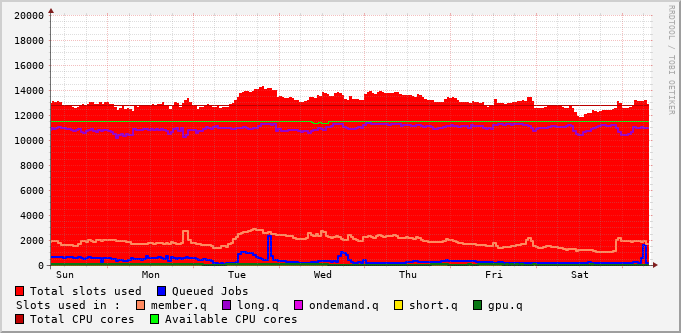 20000
18000
16000
14000
12000
10000
8000
6000
4000
2000
0
Sun Mon Tue Wed Thu Fri Sat
RRDTOOL / TOBI OETIKER
Total slots used Queued Jobs
Slots used in : member.q long.q ondemand.q short.q gpu.q
Total CPU cores Available CPU cores